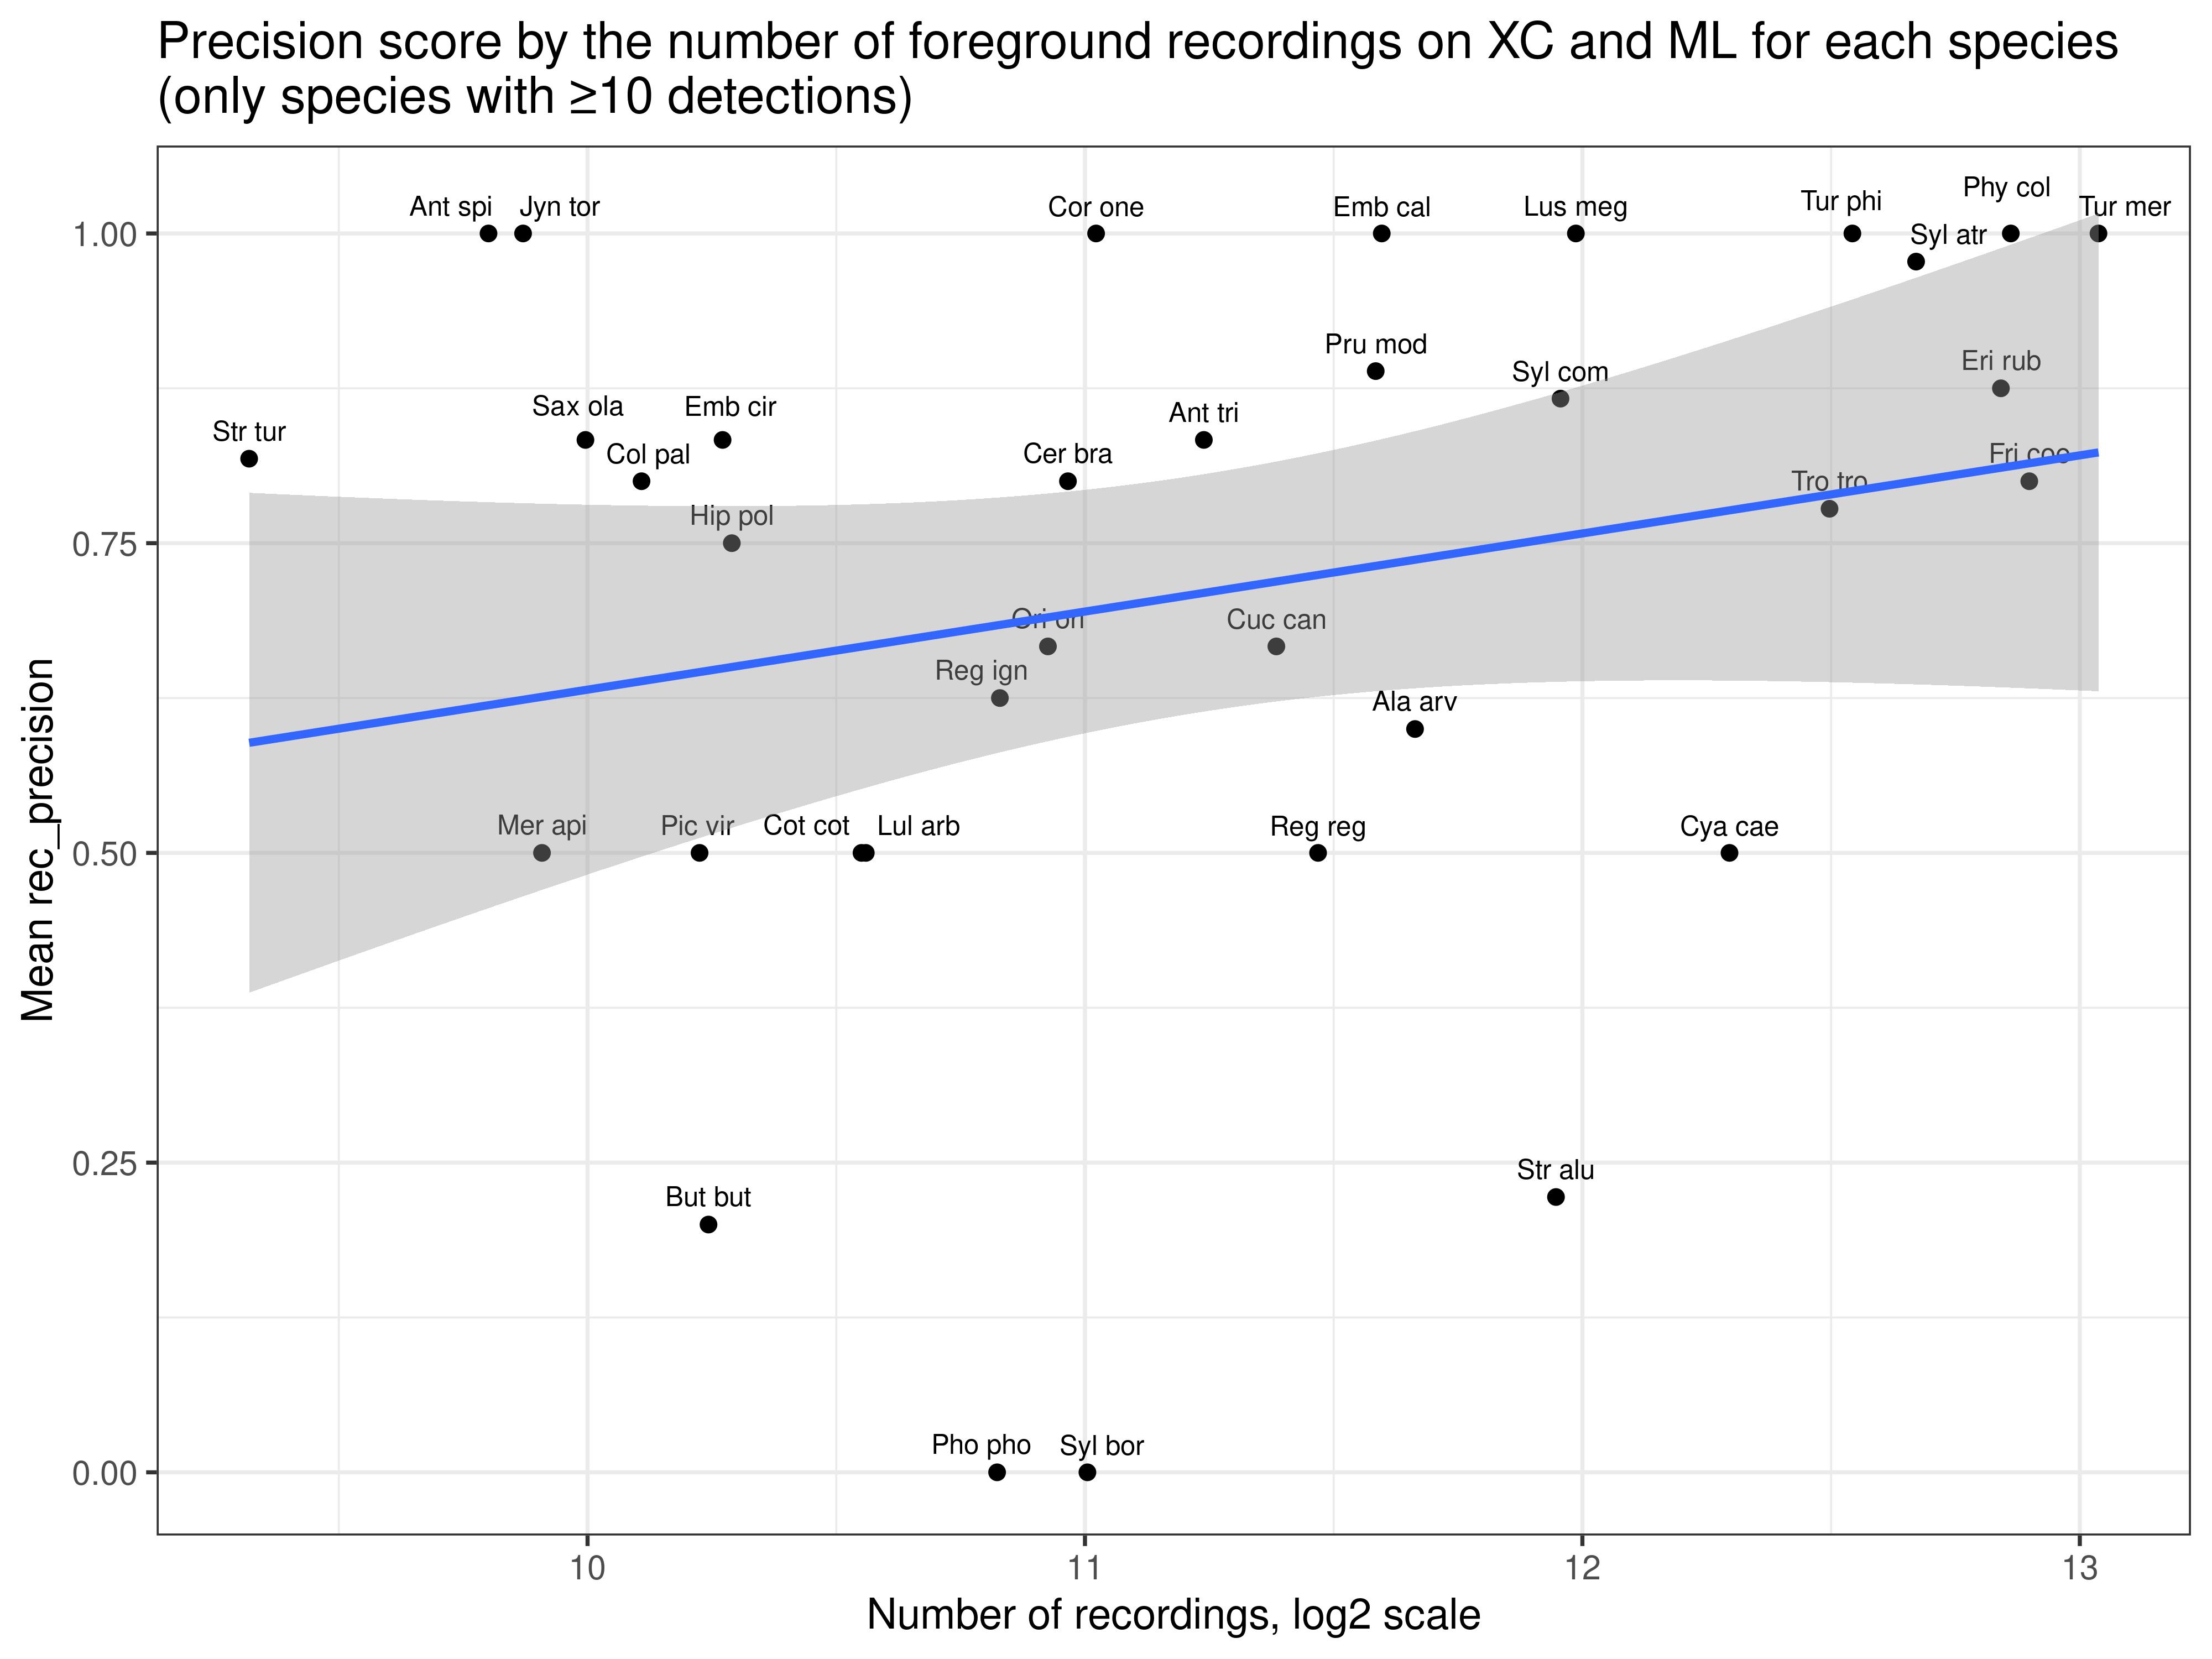 Precision score by the number of foreground recordings on XC and ML for each species
(only species with ≥10 detections)
Phy col
Tur phi
Ant spi
Jyn tor
Cor one
Emb cal
Lus meg
Tur mer
1.00
Syl atr
Pru mod
Eri rub
Syl com
Sax ola
Emb cir
Ant tri
Str tur
Col pal
Cer bra
Fri coe
Tro tro
Hip pol
0.75
Ori ori
Cuc can
Reg ign
Ala arv
Mer api
Pic vir
Cot cot
Lul arb
Reg reg
Cya cae
0.50
Str alu
0.25
But but
Pho pho
Syl bor
0.00
Mean rec_precision
10
11
12
13
Number of recordings, log2 scale